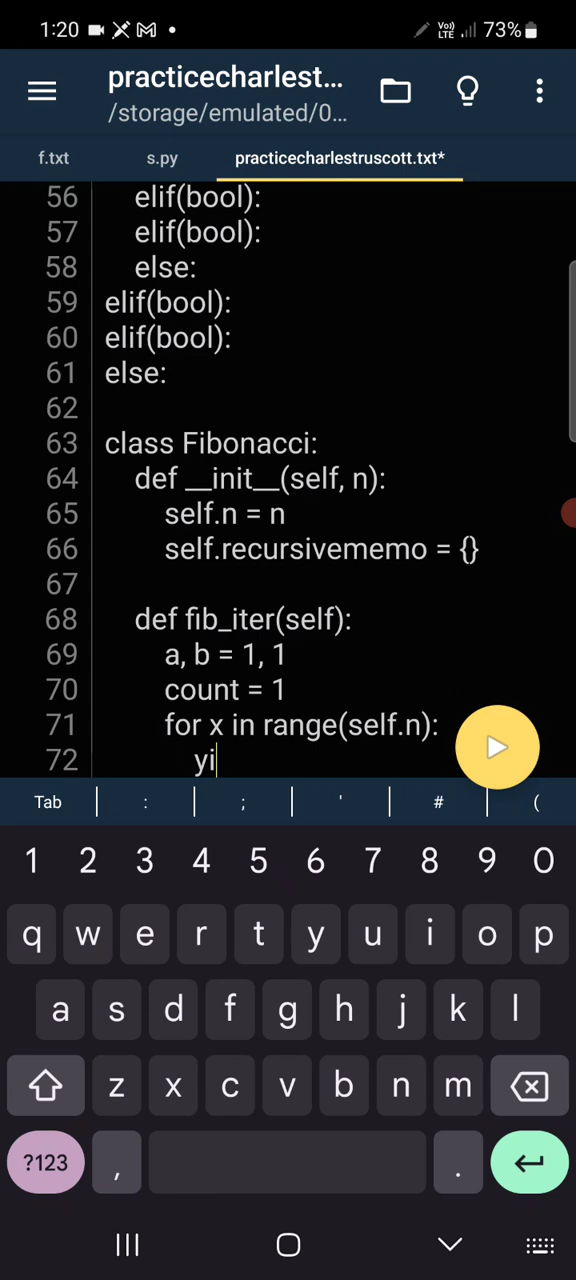 1:20 73%
Vo))
LTE
practicecharlest...
/storage/emulated/0...
f.txt s.py practicecharlestruscott.txt*
56 elif(bool):
57 elif(bool):
58 else:
59 elif(bool):
60 elif(bool):
61 else:
62
63 class Fibonacci:
64 def __init__(self, n):
65 self.n = n
66 self.recursivememo = {}
67
68 def fib_iter(self):
69 a, b = 1, 1
70 count = 1
71 for x in range(self.n):
72 yi
Tab : ; ' # (
1 2 3 4 5 6 7 8 9 0
q w e r t y u i o p
a s d f g h j k l
z x c v b n m
?123 , .